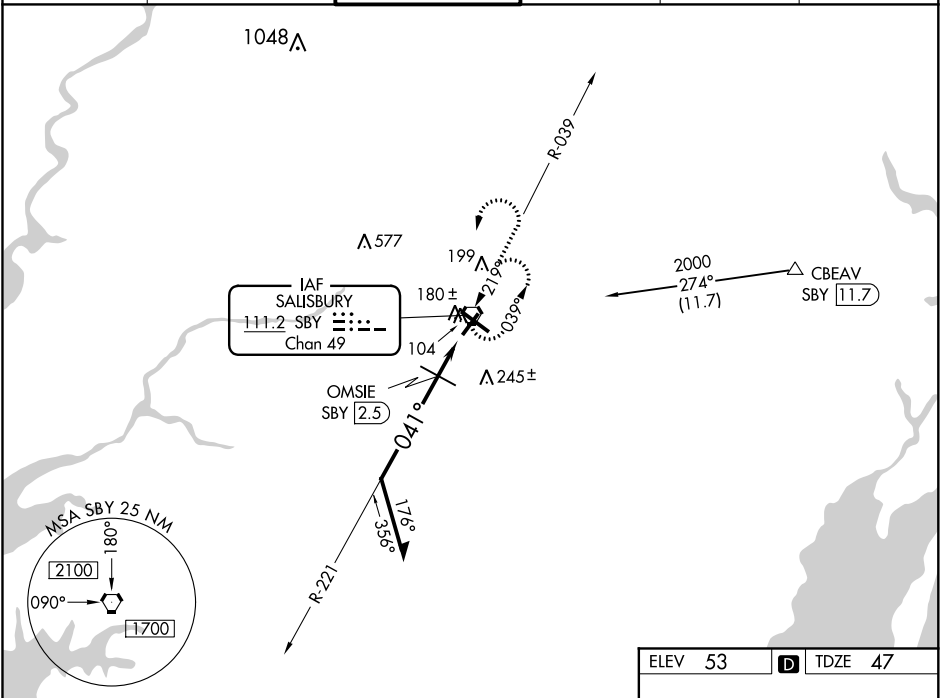 1048
R-039
577
199
219°
039°
2000
274°
(11.7)
CBEAV
SBY 11.7
IAF
SALISBURY
111.2 SBY
Chan 49
180 ±
104
245 ±
OMSIE
SBY 2.5
041°
176°
356°
R-221
MSA SBY 25 NM
180°
2100
090°
1700
ELEV 53 D TDZE 47